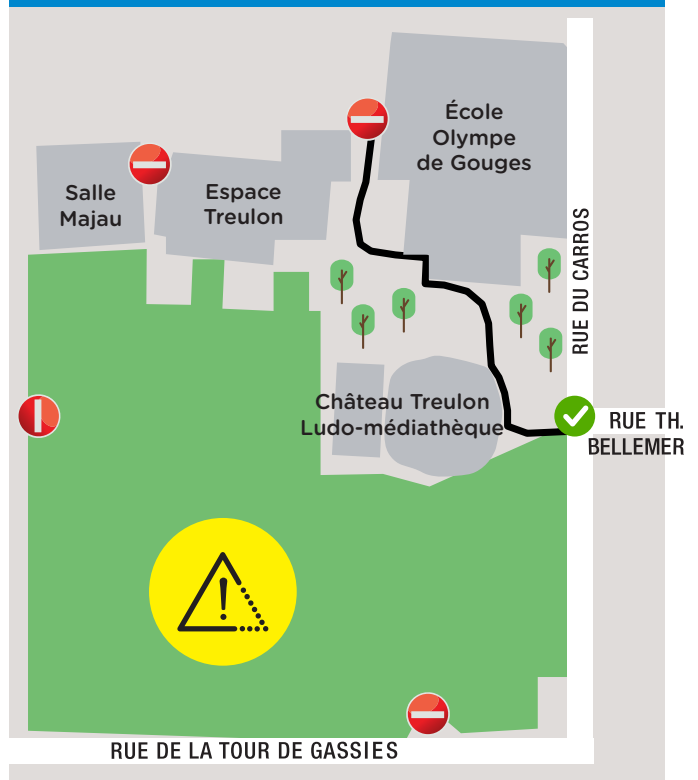 École
Olympe
de Gouges
Salle
Majau
Espace
Treulon
RUE DU CARROS
Château Treulon
Ludo-médiathèque
RUE TH.
BELLEMER
!
RUE DE LA TOUR DE GASSIES